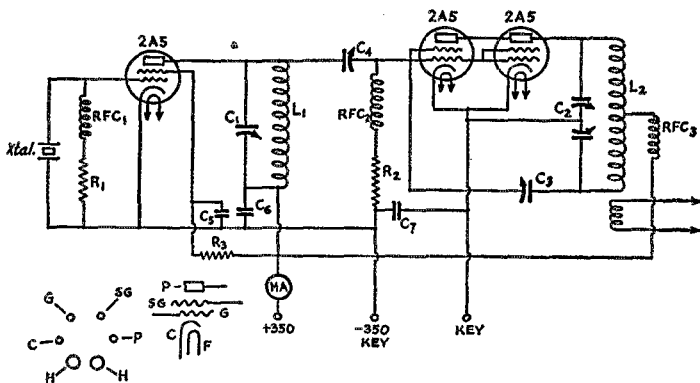 2A5
2A5 2A5
C4
L1
L2
RFC1
C1
RFC2
C2
RFC3
Xtal.
R1
R2
C3
C5
C6
C7
R3
MA
+350
-350
KEY
KEY
G
SG
C
P
H
H
P
SG
G
C
F